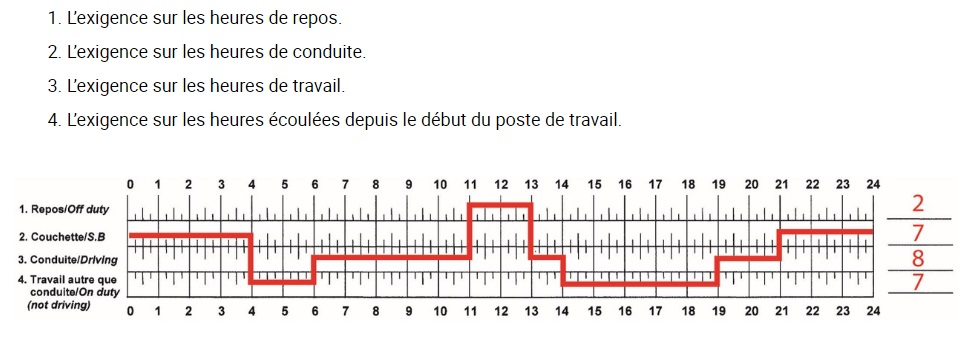 1. L’exigence sur les heures de repos.
2. L’exigence sur les heures de conduite.
3. L’exigence sur les heures de travail.
4. L’exigence sur les heures écoulées depuis le début du poste de travail.
0 1 2 3 4 5 6 7 8 9 10 11 12 13 14 15 16 17 18 19 20 21 22 23 24
1. Repos/Off duty 2
2. Couchette/S.B 7
3. Conduite/Driving 8
4. Travail autre que 7
conduite/On duty
(not driving)
0 1 2 3 4 5 6 7 8 9 10 11 12 13 14 15 16 17 18 19 20 21 22 23 24